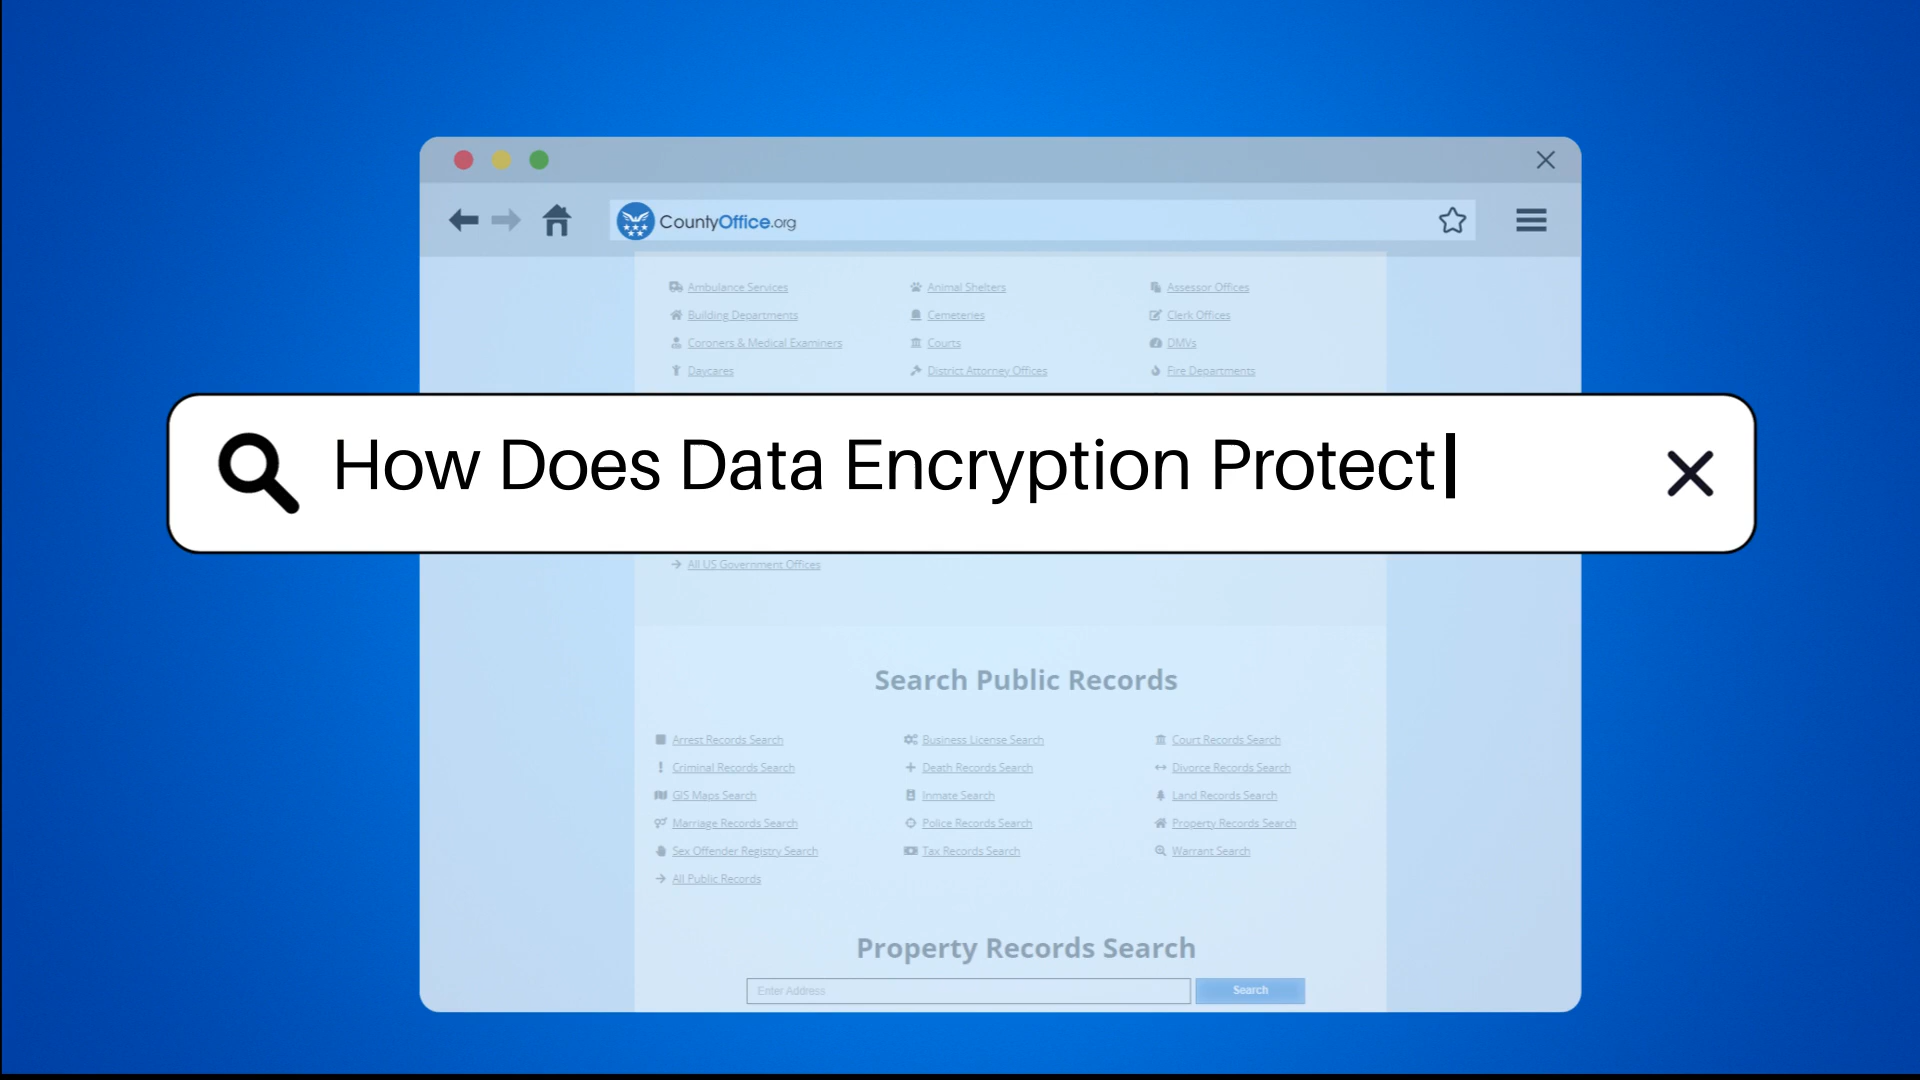 CountyOffice.org
Ambulance Services Animal Shelters Assessor Offices
Building Departments Cemeteries Clerk Offices
Coroners & Medical Examiners Courts DMVs
Daycares District Attorney Offices Fire Departments
How Does Data Encryption Protect
All US Government Offices
Search Public Records
Arrest Records Search Business License Search Court Records Search
Criminal Records Search Death Records Search Divorce Records Search
GIS Maps Search Inmate Search Land Records Search
Marriage Records Search Police Records Search Property Records Search
Sex Offender Registry Search Tax Records Search Warrant Search
All Public Records
Property Records Search
Enter Address Search